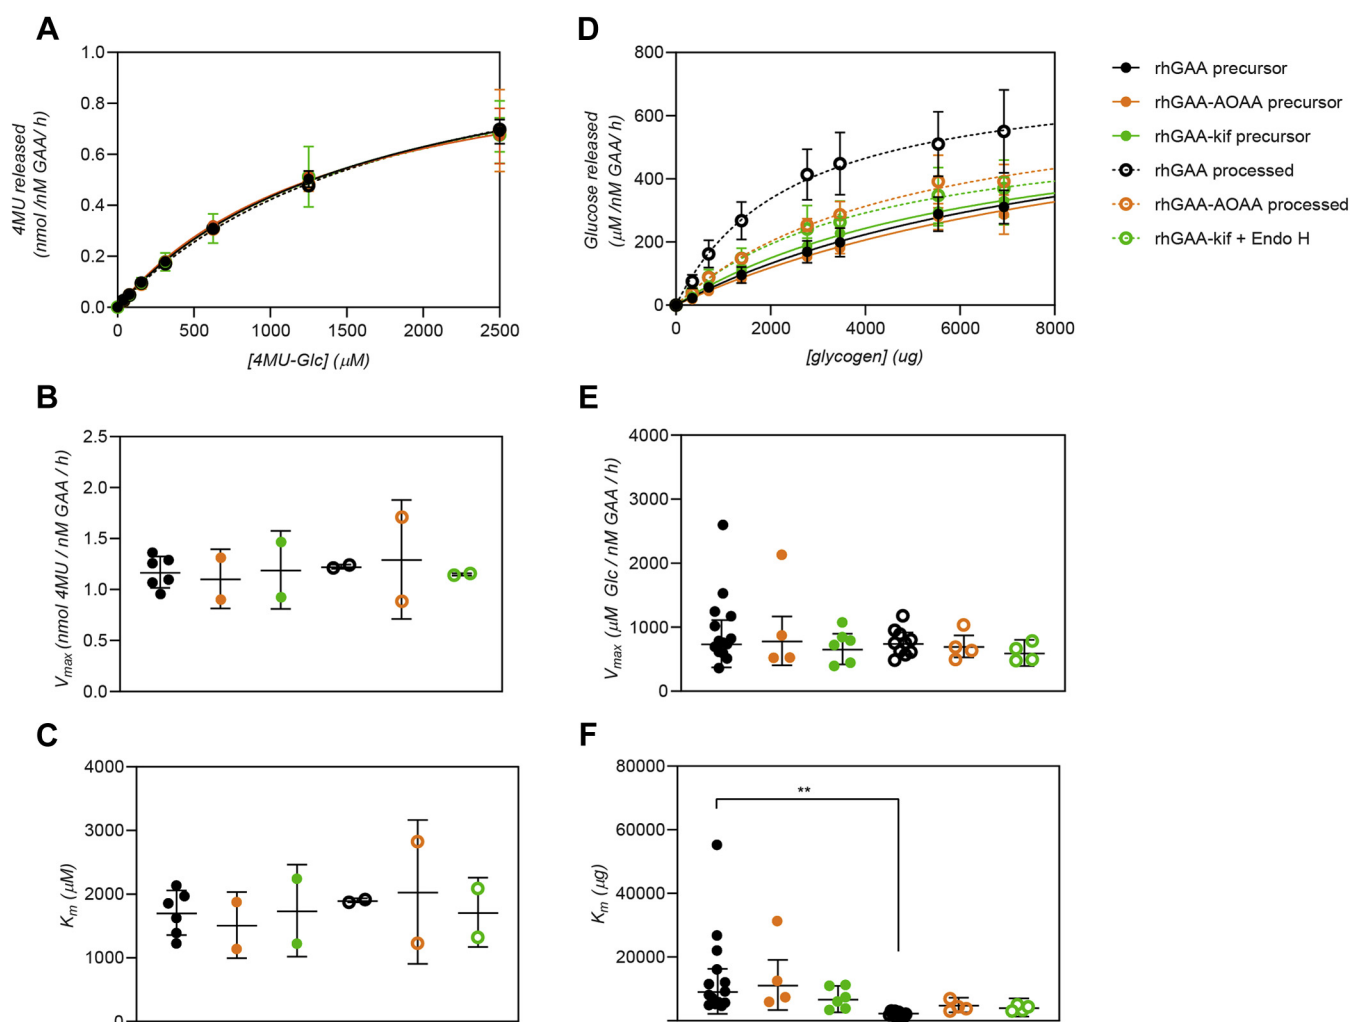 A
1.0
0.8
0.6
0.4
0.2
0.0
4MU released
(nmol /nM GAA/ h)
0
500
1000
1500
2000
2500
[4MU-Glc] (µM)
D
800
600
400
200
0
Glucose released
(µM /nM GAA/ h)
0
2000
4000
6000
8000
[glycogen] (ug)
rhGAA precursor
rhGAA-AOAA precursor
rhGAA-kif precursor
rhGAA processed
rhGAA-AOAA processed
rhGAA-kif + Endo H
B
2.5
2.0
1.5
1.0
0.5
0.0
Vmax (nmol 4MU / nM GAA / h)
E
4000
3000
2000
1000
0
Vmax (µM Glc / nM GAA / h)
C
4000
3000
2000
1000
0
Km (µM)
F
80000
60000
40000
20000
Km (µg)
**